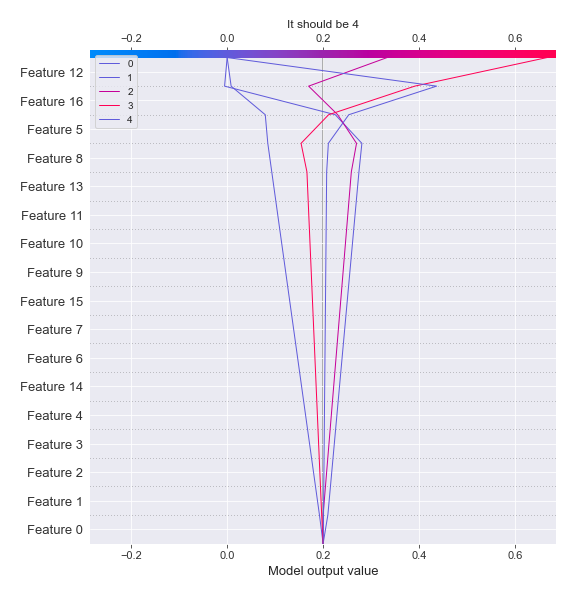 It should be 4
−0.2 0.0 0.2 0.4 0.6
0
1
2
3
4
Feature 12
Feature 16
Feature 5
Feature 8
Feature 13
Feature 11
Feature 10
Feature 9
Feature 15
Feature 7
Feature 6
Feature 14
Feature 4
Feature 3
Feature 2
Feature 1
Feature 0
−0.2 0.0 0.2 0.4 0.6
Model output value